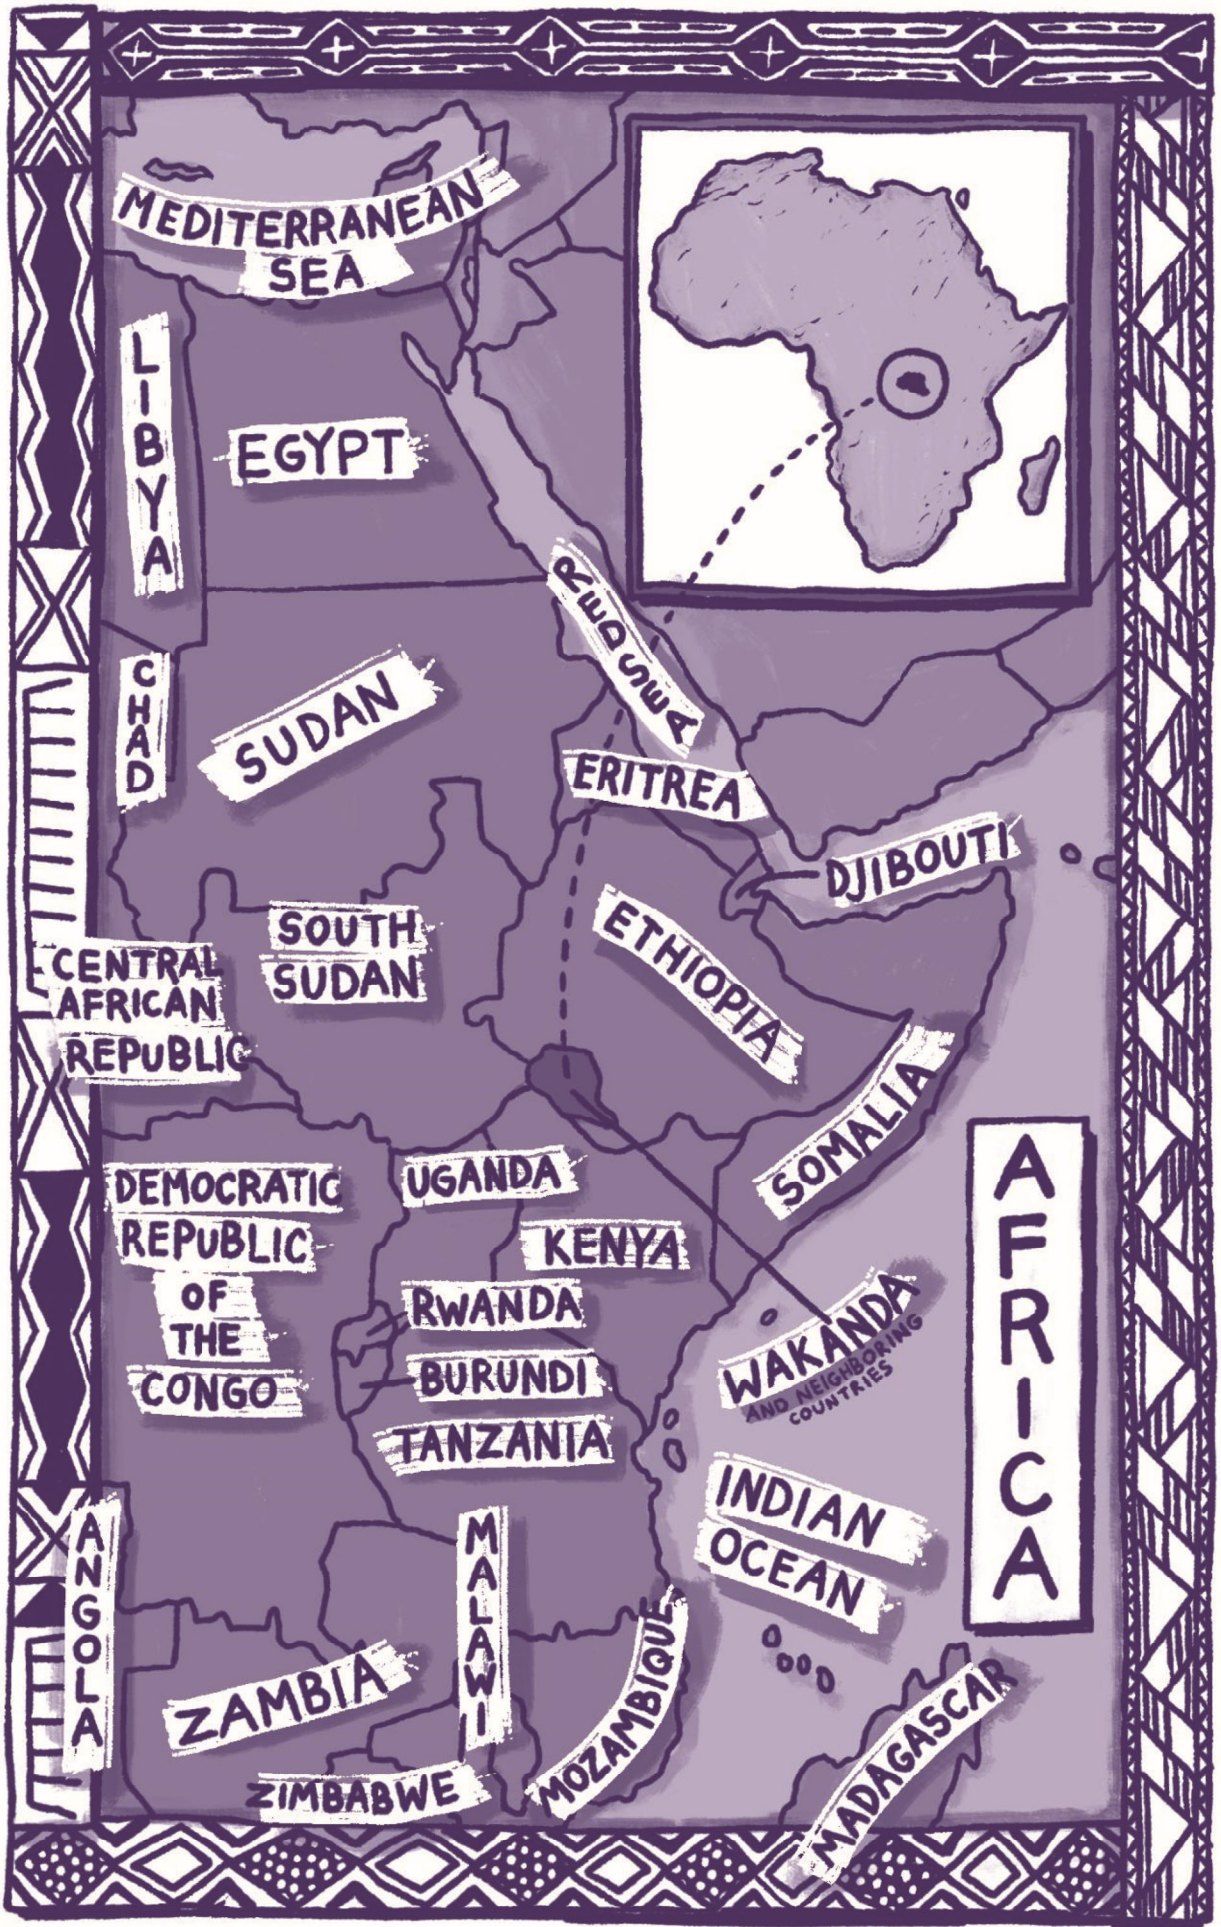 MEDITERRANEAN
SEA
LIBYA
EGYPT
RED SEA
CHAD
SUDAN
ERITREA
DJIBOUTI
SOUTH
SUDAN
ETHIOPIA
CENTRAL
AFRICAN
REPUBLIC
SOMALIA
DEMOCRATIC
REPUBLIC
OF
THE
CONGO
UGANDA
KENYA
RWANDA
BURUNDI
TANZANIA
WAKANDA
AND NEIGHBORING
COUNTRIES
AFRICA
INDIAN
OCEAN
ANGOLA
MALAWI
ZAMBIA
MOZAMBIQUE
ZIMBABWE
MADAGASCAR